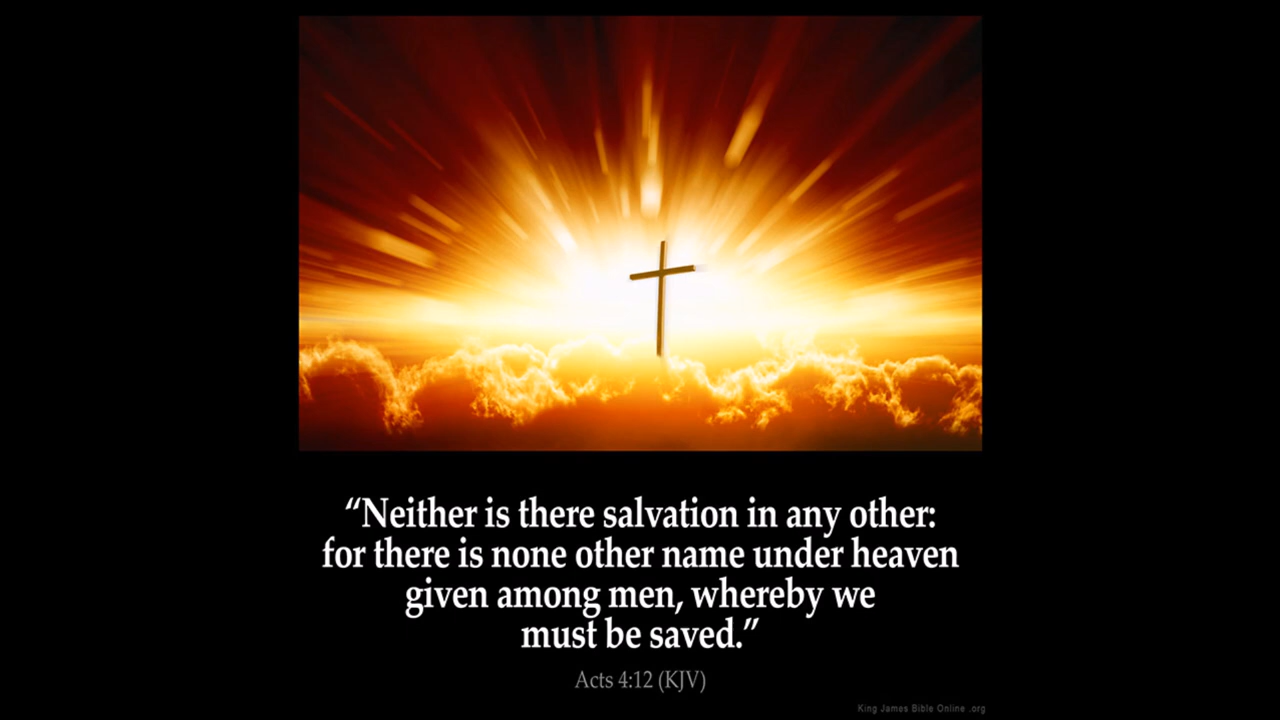 “Neither is there salvation in any other:
for there is none other name under heaven
given among men, whereby we
must be saved.”
Acts 4:12 (KJV)
King James Bible Online .org